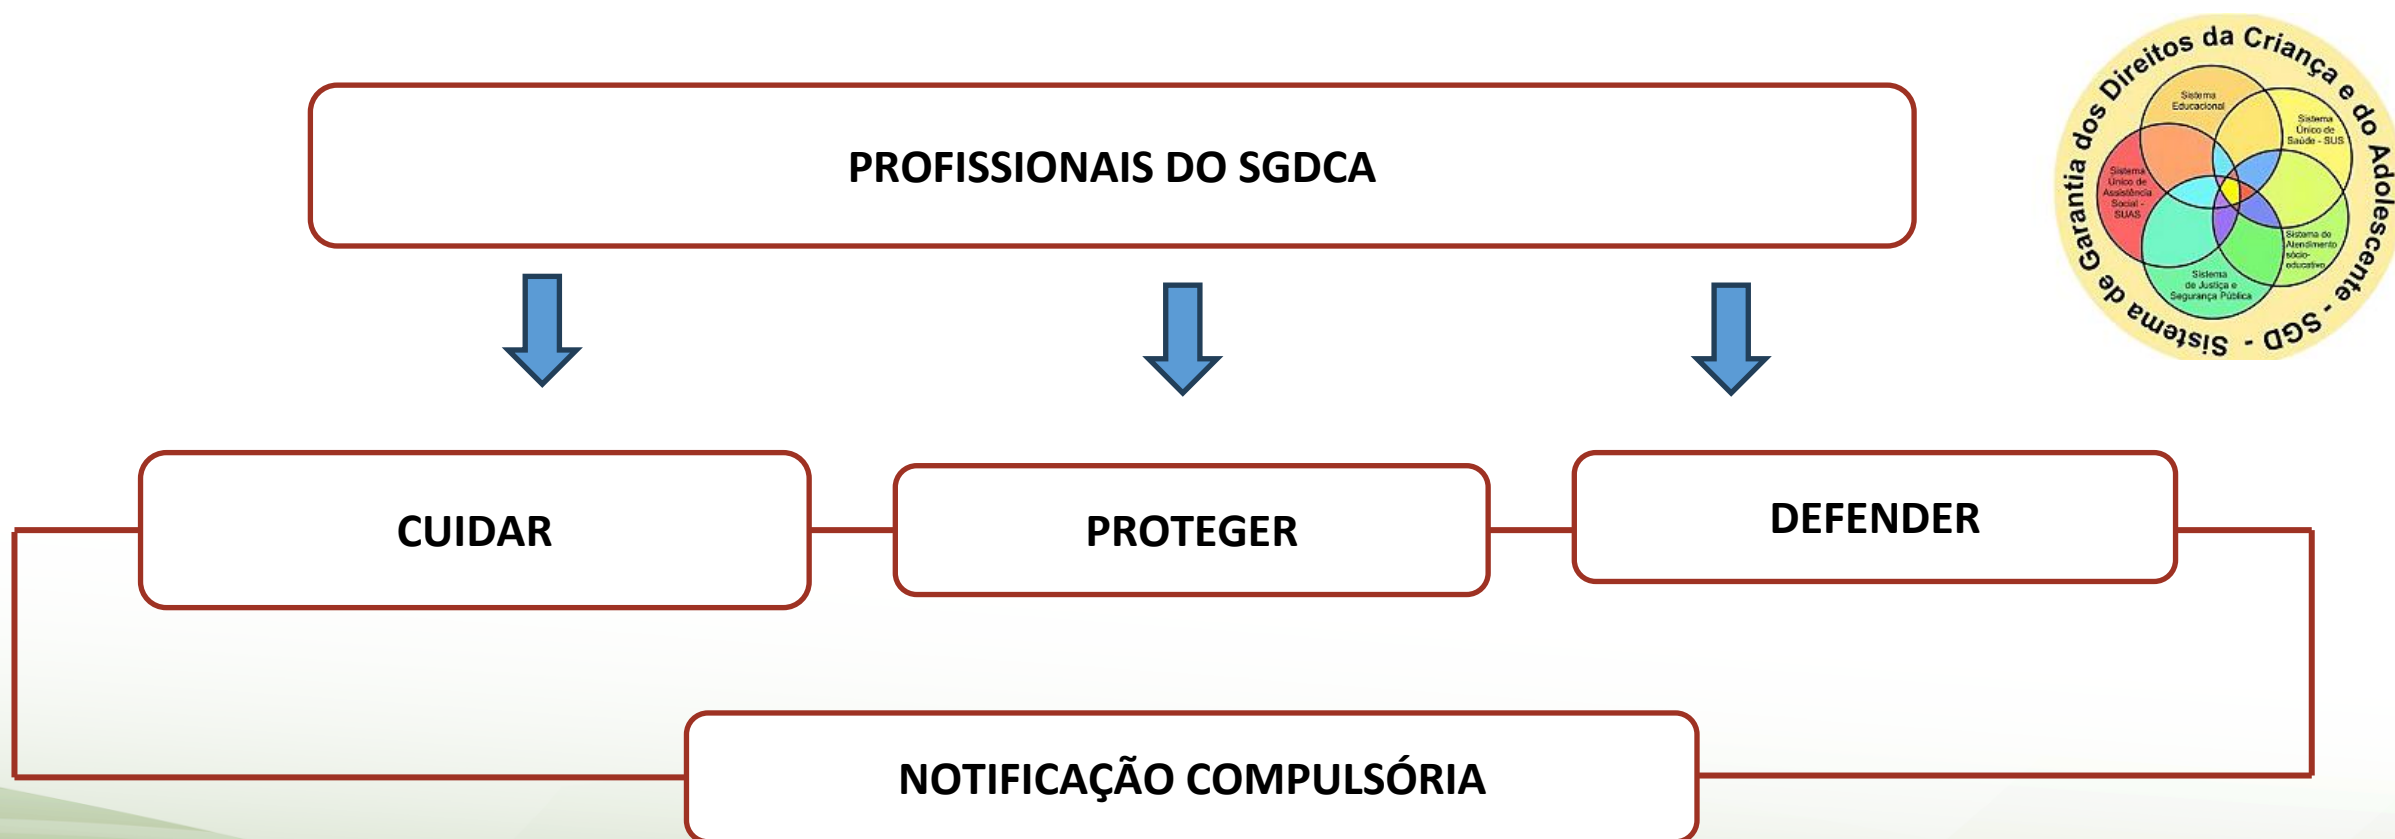 PROFISSIONAIS DO SGDCA
Sistema de Garantia dos Direitos da Criança e do Adolescente - SGD -
Sistema
Educacional
Sistema
Único de
Saúde - SUS
Sistema
Único de
Assistência
Social -
SUAS
Sistema de
Atendimento
sócio-
educativo
Sistema
de Justiça e
Segurança Pública
CUIDAR
PROTEGER
DEFENDER
NOTIFICAÇÃO COMPULSÓRIA